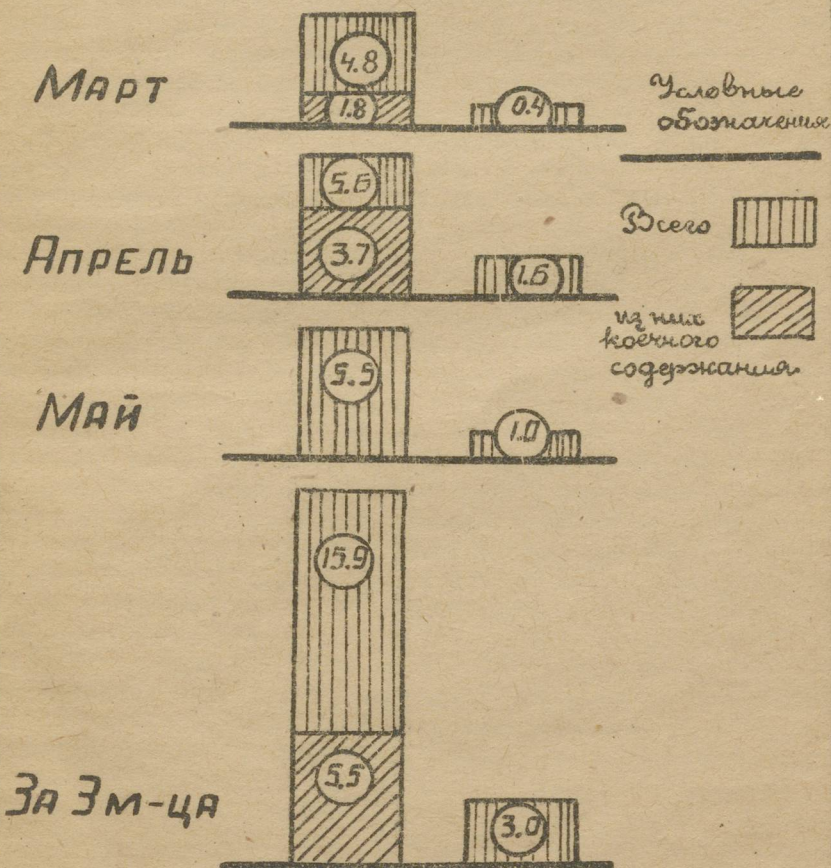 Март
4.8
1.8
0.4
Условные
обозначения
Апрель
5.6
3.7
1.6
Всего
из них
коечного
содержания
Май
5.5
1.0
За 3 м-ца
15.9
5.5
3.0